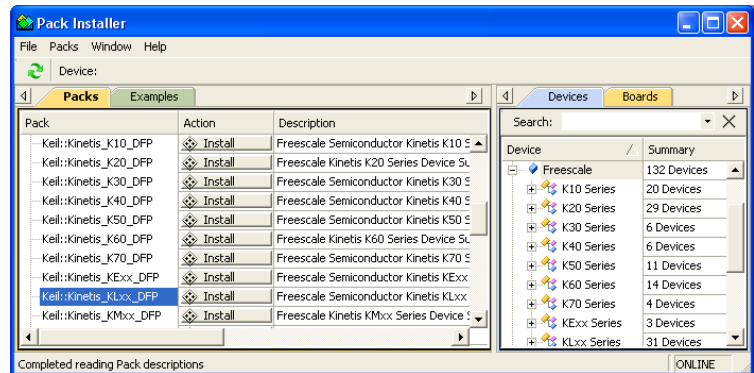 Pack Installer
File Packs Window Help
Device:
Packs Examples
Pack Action Description
Keil::Kinetis_K10_DFP Install Freescale Semiconductor Kinetis K10 S
Keil::Kinetis_K20_DFP Install Freescale Kinetis K20 Series Device Su
Keil::Kinetis_K30_DFP Install Freescale Semiconductor Kinetis K30 S
Keil::Kinetis_K40_DFP Install Freescale Semiconductor Kinetis K40 S
Keil::Kinetis_K50_DFP Install Freescale Semiconductor Kinetis K50 S
Keil::Kinetis_K60_DFP Install Freescale Kinetis K60 Series Device Su
Keil::Kinetis_K70_DFP Install Freescale Semiconductor Kinetis K70 S
Keil::Kinetis_KExx_DFP Install Freescale Semiconductor Kinetis KExx
Keil::Kinetis_KLxx_DFP Install Freescale Semiconductor Kinetis KLxx
Keil::Kinetis_KMxx_DFP Install Freescale Kinetis KMxx Series Device S
Devices Boards
Search:
Device Summary
Freescale 132 Devices
K10 Series 20 Devices
K20 Series 29 Devices
K30 Series 6 Devices
K40 Series 6 Devices
K50 Series 11 Devices
K60 Series 14 Devices
K70 Series 4 Devices
KExx Series 3 Devices
KLxx Series 31 Devices
Completed reading Pack descriptions ONLINE